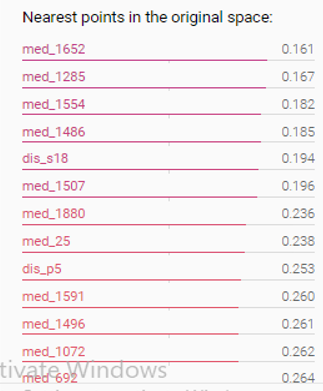 Nearest points in the original space:
med_1652 0.161
med_1285 0.167
med_1554 0.182
med_1486 0.185
dis_s18 0.194
med_1507 0.196
med_1880 0.236
med_25 0.238
dis_p5 0.253
med_1591 0.260
med_1496 0.261
med_1072 0.262
tivate Windows
med_692 0.264